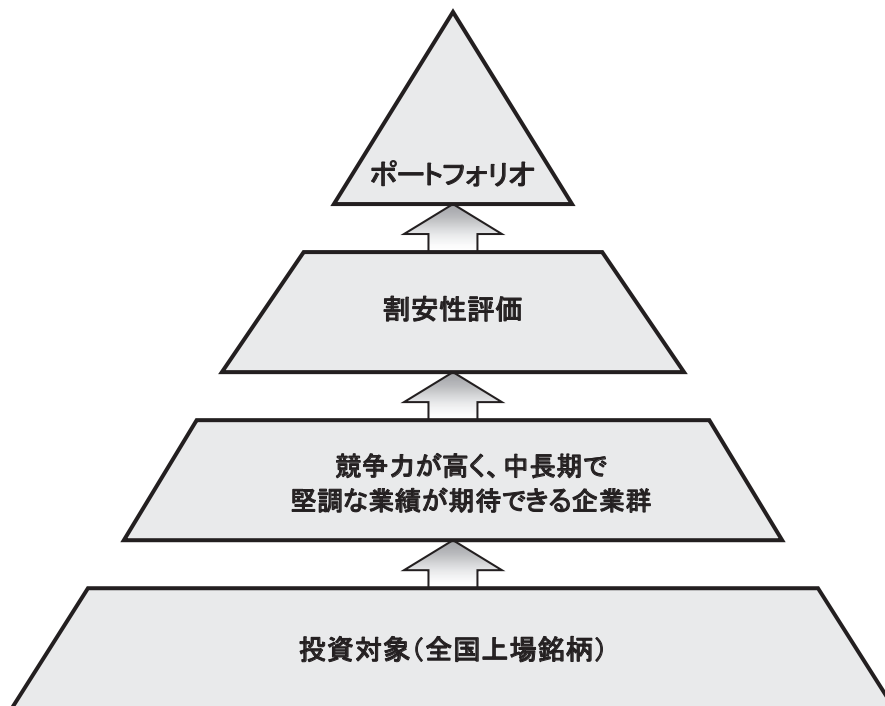 ポートフォリオ
割安性評価
競争力が高く、中長期で
堅調な業績が期待できる企業群
投資対象（全国上場銘柄）